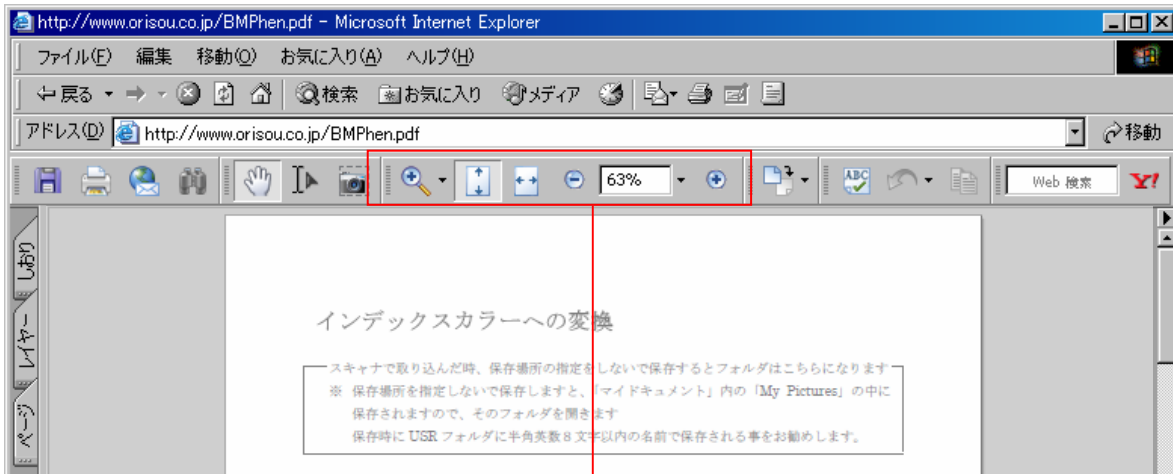 http://www.orisou.co.jp/BMPhen.pdf - Microsoft Internet Explorer
ファイル(F) 編集 移動(O) お気に入り(A) ヘルプ(H)
戻る 検索 お気に入り メディア
アドレス(D) http://www.orisou.co.jp/BMPhen.pdf 移動
63% ABC Web 検索 Y!
しおり
レイヤー
ページ
インデックスカラーへの変換
スキャナで取り込んだ時、保存場所の指定をしないで保存するとフォルダはこちらになります
※ 保存場所を指定しないで保存しますと、「マイドキュメント」内の「My Pictures」の中に
保存されますので、そのフォルダを開きます
保存時に USR フォルダに半角英数８文字以内の名前で保存される事をお勧めします。